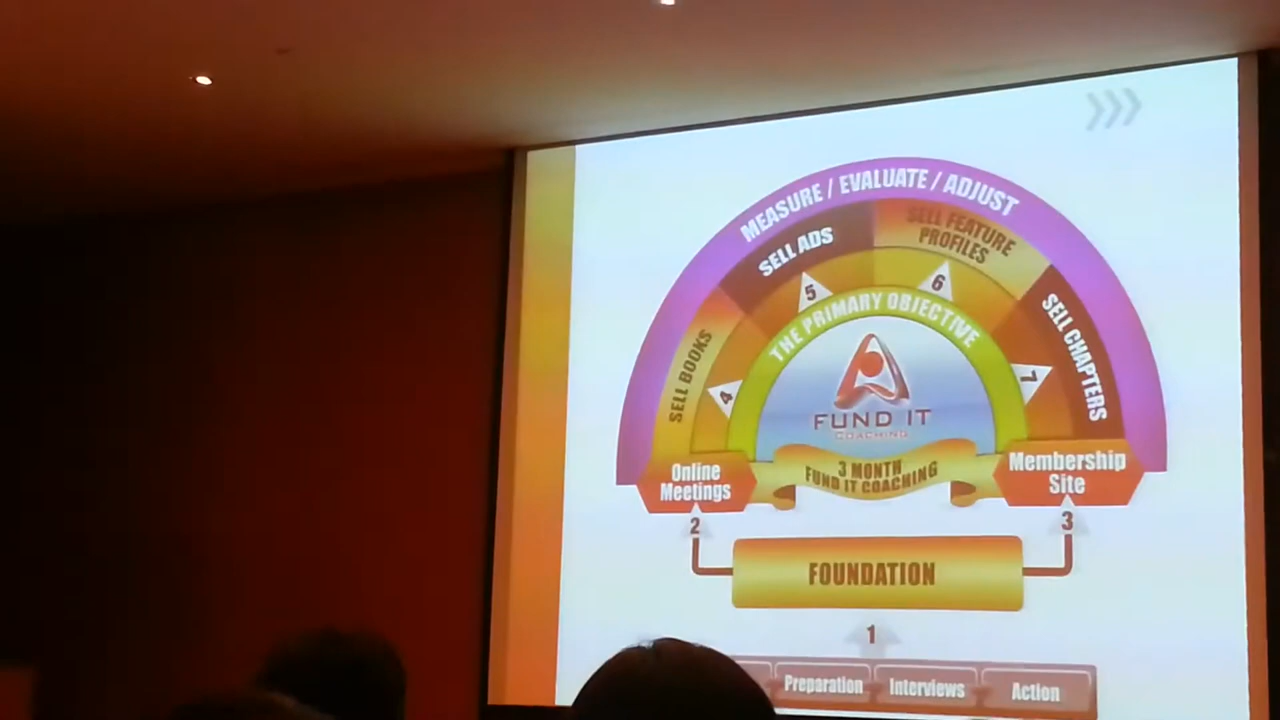 MEASURE / EVALUATE / ADJUST
SELL BOOKS
SELL ADS
SELL FEATURE
PROFILES
SELL CHAPTERS
4
5
6
7
THE PRIMARY OBJECTIVE
FUND IT
COACHING
3 MONTH
FUND IT COACHING
Online
Meetings
Membership
Site
2
3
FOUNDATION
1
Preparation
Interviews
Action